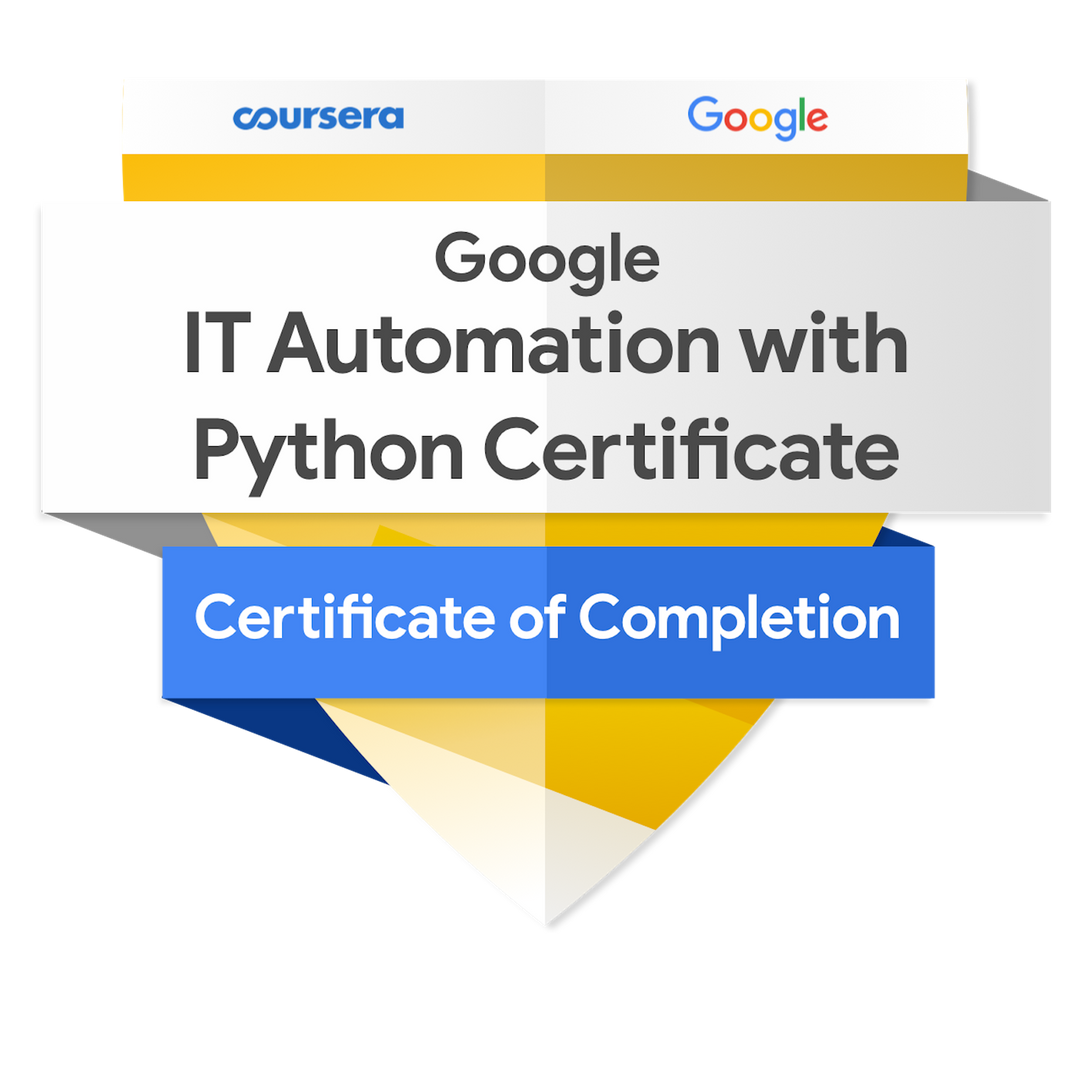 coursera Google
Google
IT Automation with
Python Certificate
Certificate of Completion